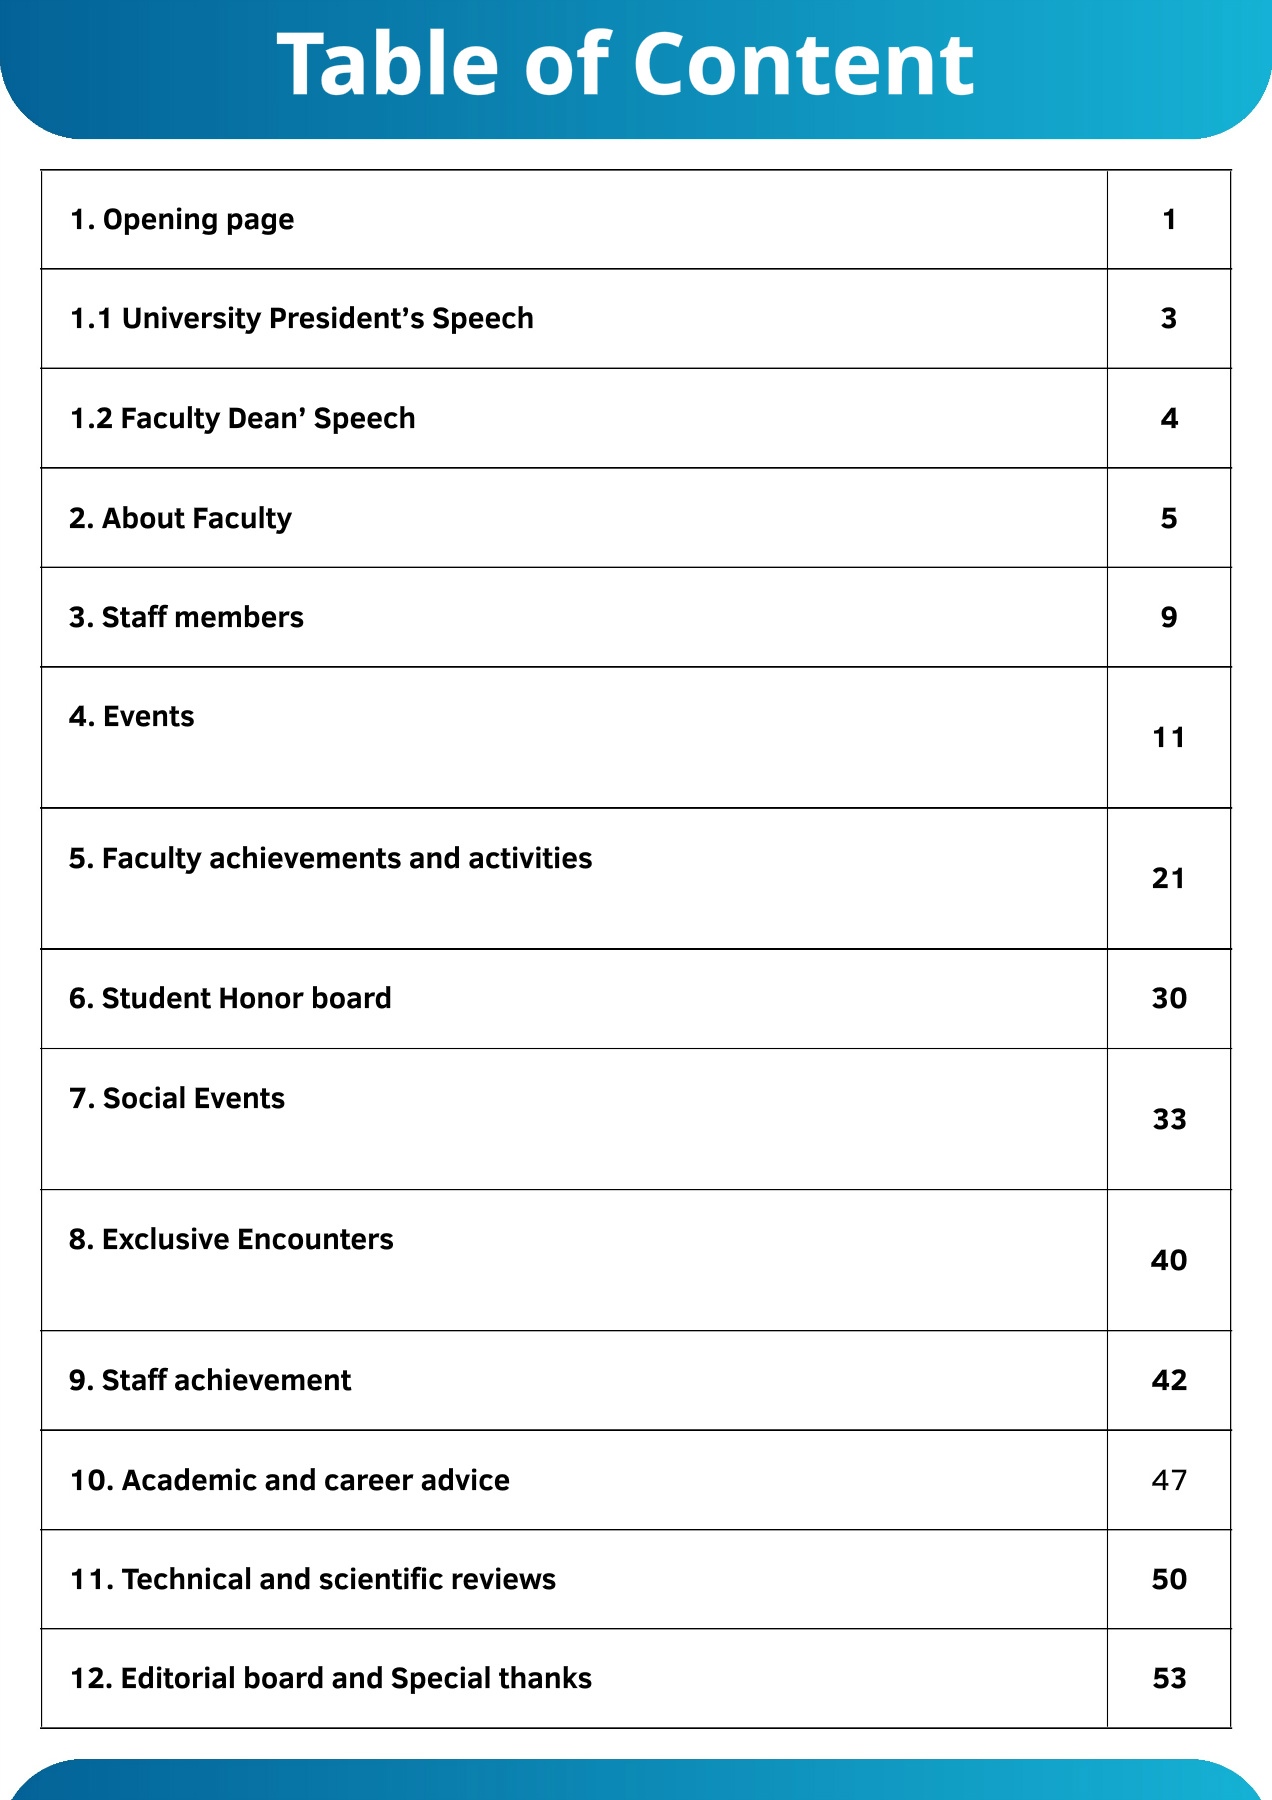 Table of Content
1. Opening page 1
1.1 University President’s Speech 3
1.2 Faculty Dean’ Speech 4
2. About Faculty 5
3. Staff members 9
4. Events 11
5. Faculty achievements and activities 21
6. Student Honor board 30
7. Social Events 33
8. Exclusive Encounters 40
9. Staff achievement 42
10. Academic and career advice 47
11. Technical and scientific reviews 50
12. Editorial board and Special thanks 53